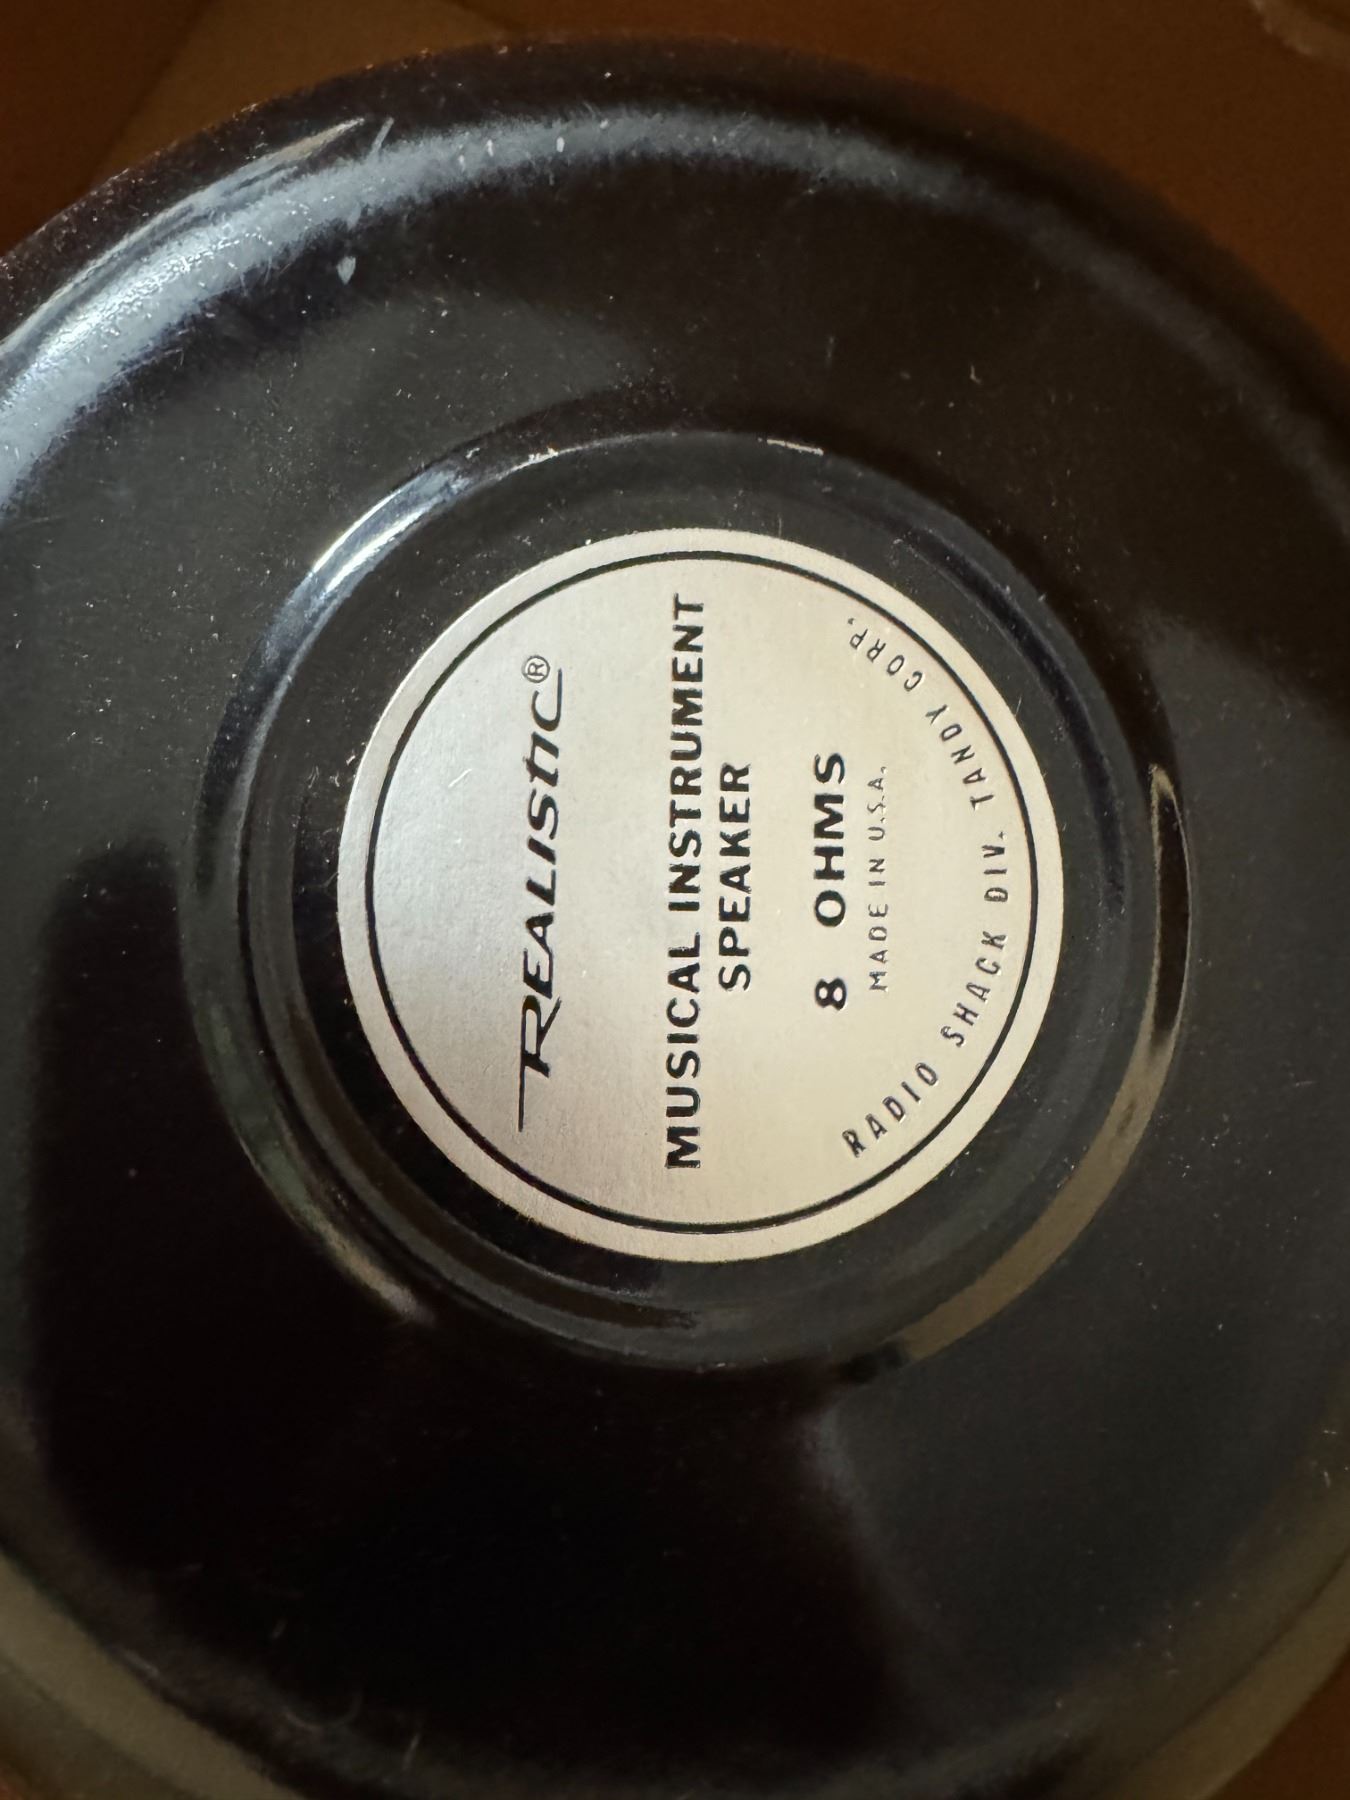 REALISTIC®
MUSICAL INSTRUMENT
SPEAKER
8 OHMS
MADE IN U.S.A.
RADIO SHACK DIV. TANDY CORP.